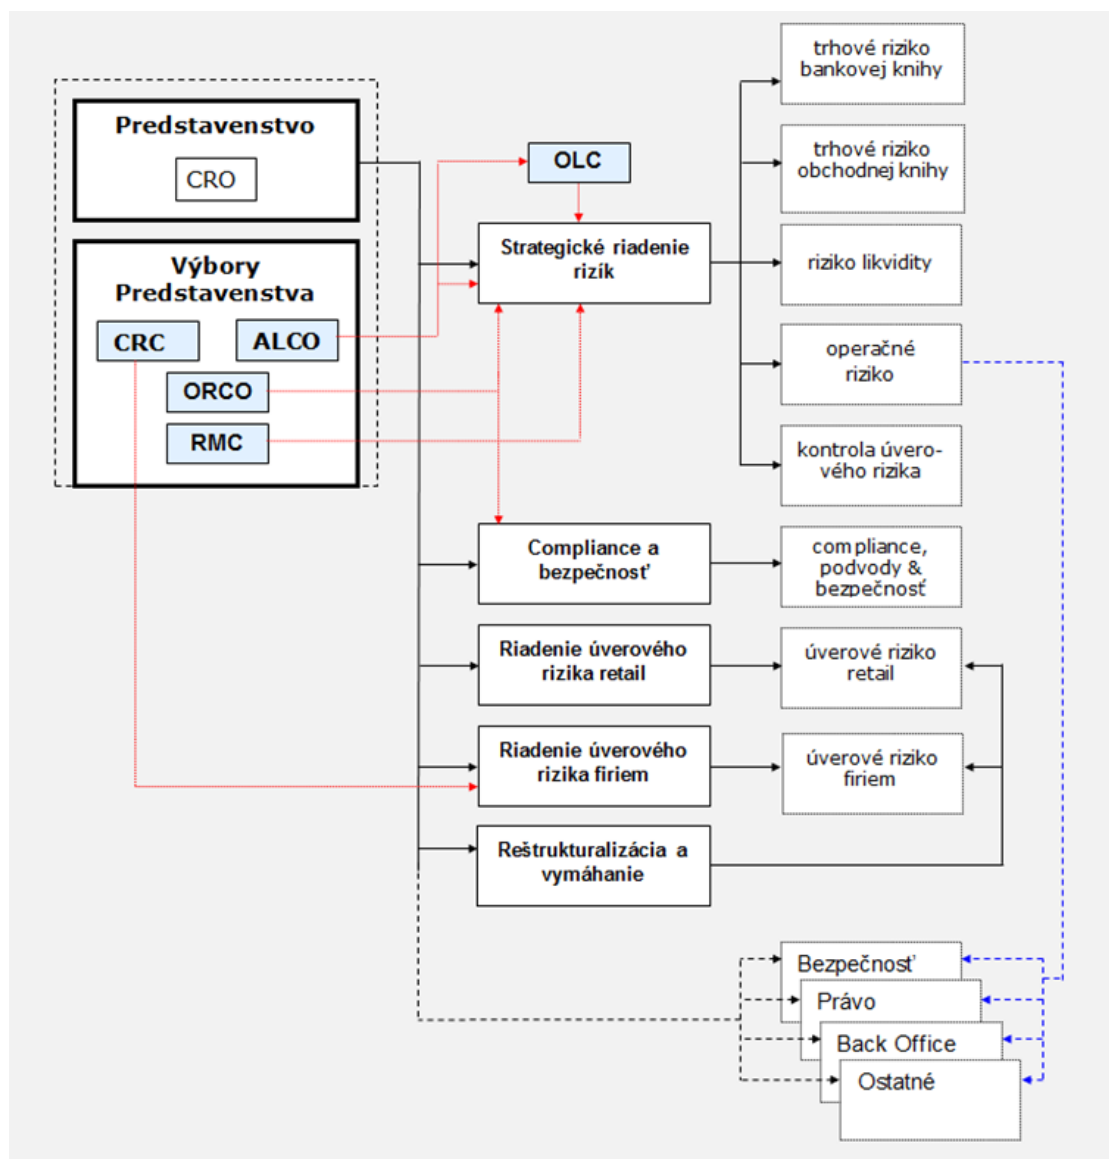 Predstavenstvo
CRO
Výbory
Predstavenstva
CRC
ALCO
ORCO
RMC
OLC
Strategické riadenie
rizík
Compliance a
bezpečnosť
Riadenie úverového
rizika retail
Riadenie úverového
rizika firiem
Reštrukturalizácia a
vymáhanie
trhové riziko
bankovej knihy
trhové riziko
obchodnej knihy
riziko likvidity
operačné
riziko
kontrola úvero-
vého rizika
compliance,
podvody &
bezpečnosť
úverové riziko
retail
úverové riziko
firiem
Bezpečnosť
Právo
Back Office
Ostatné